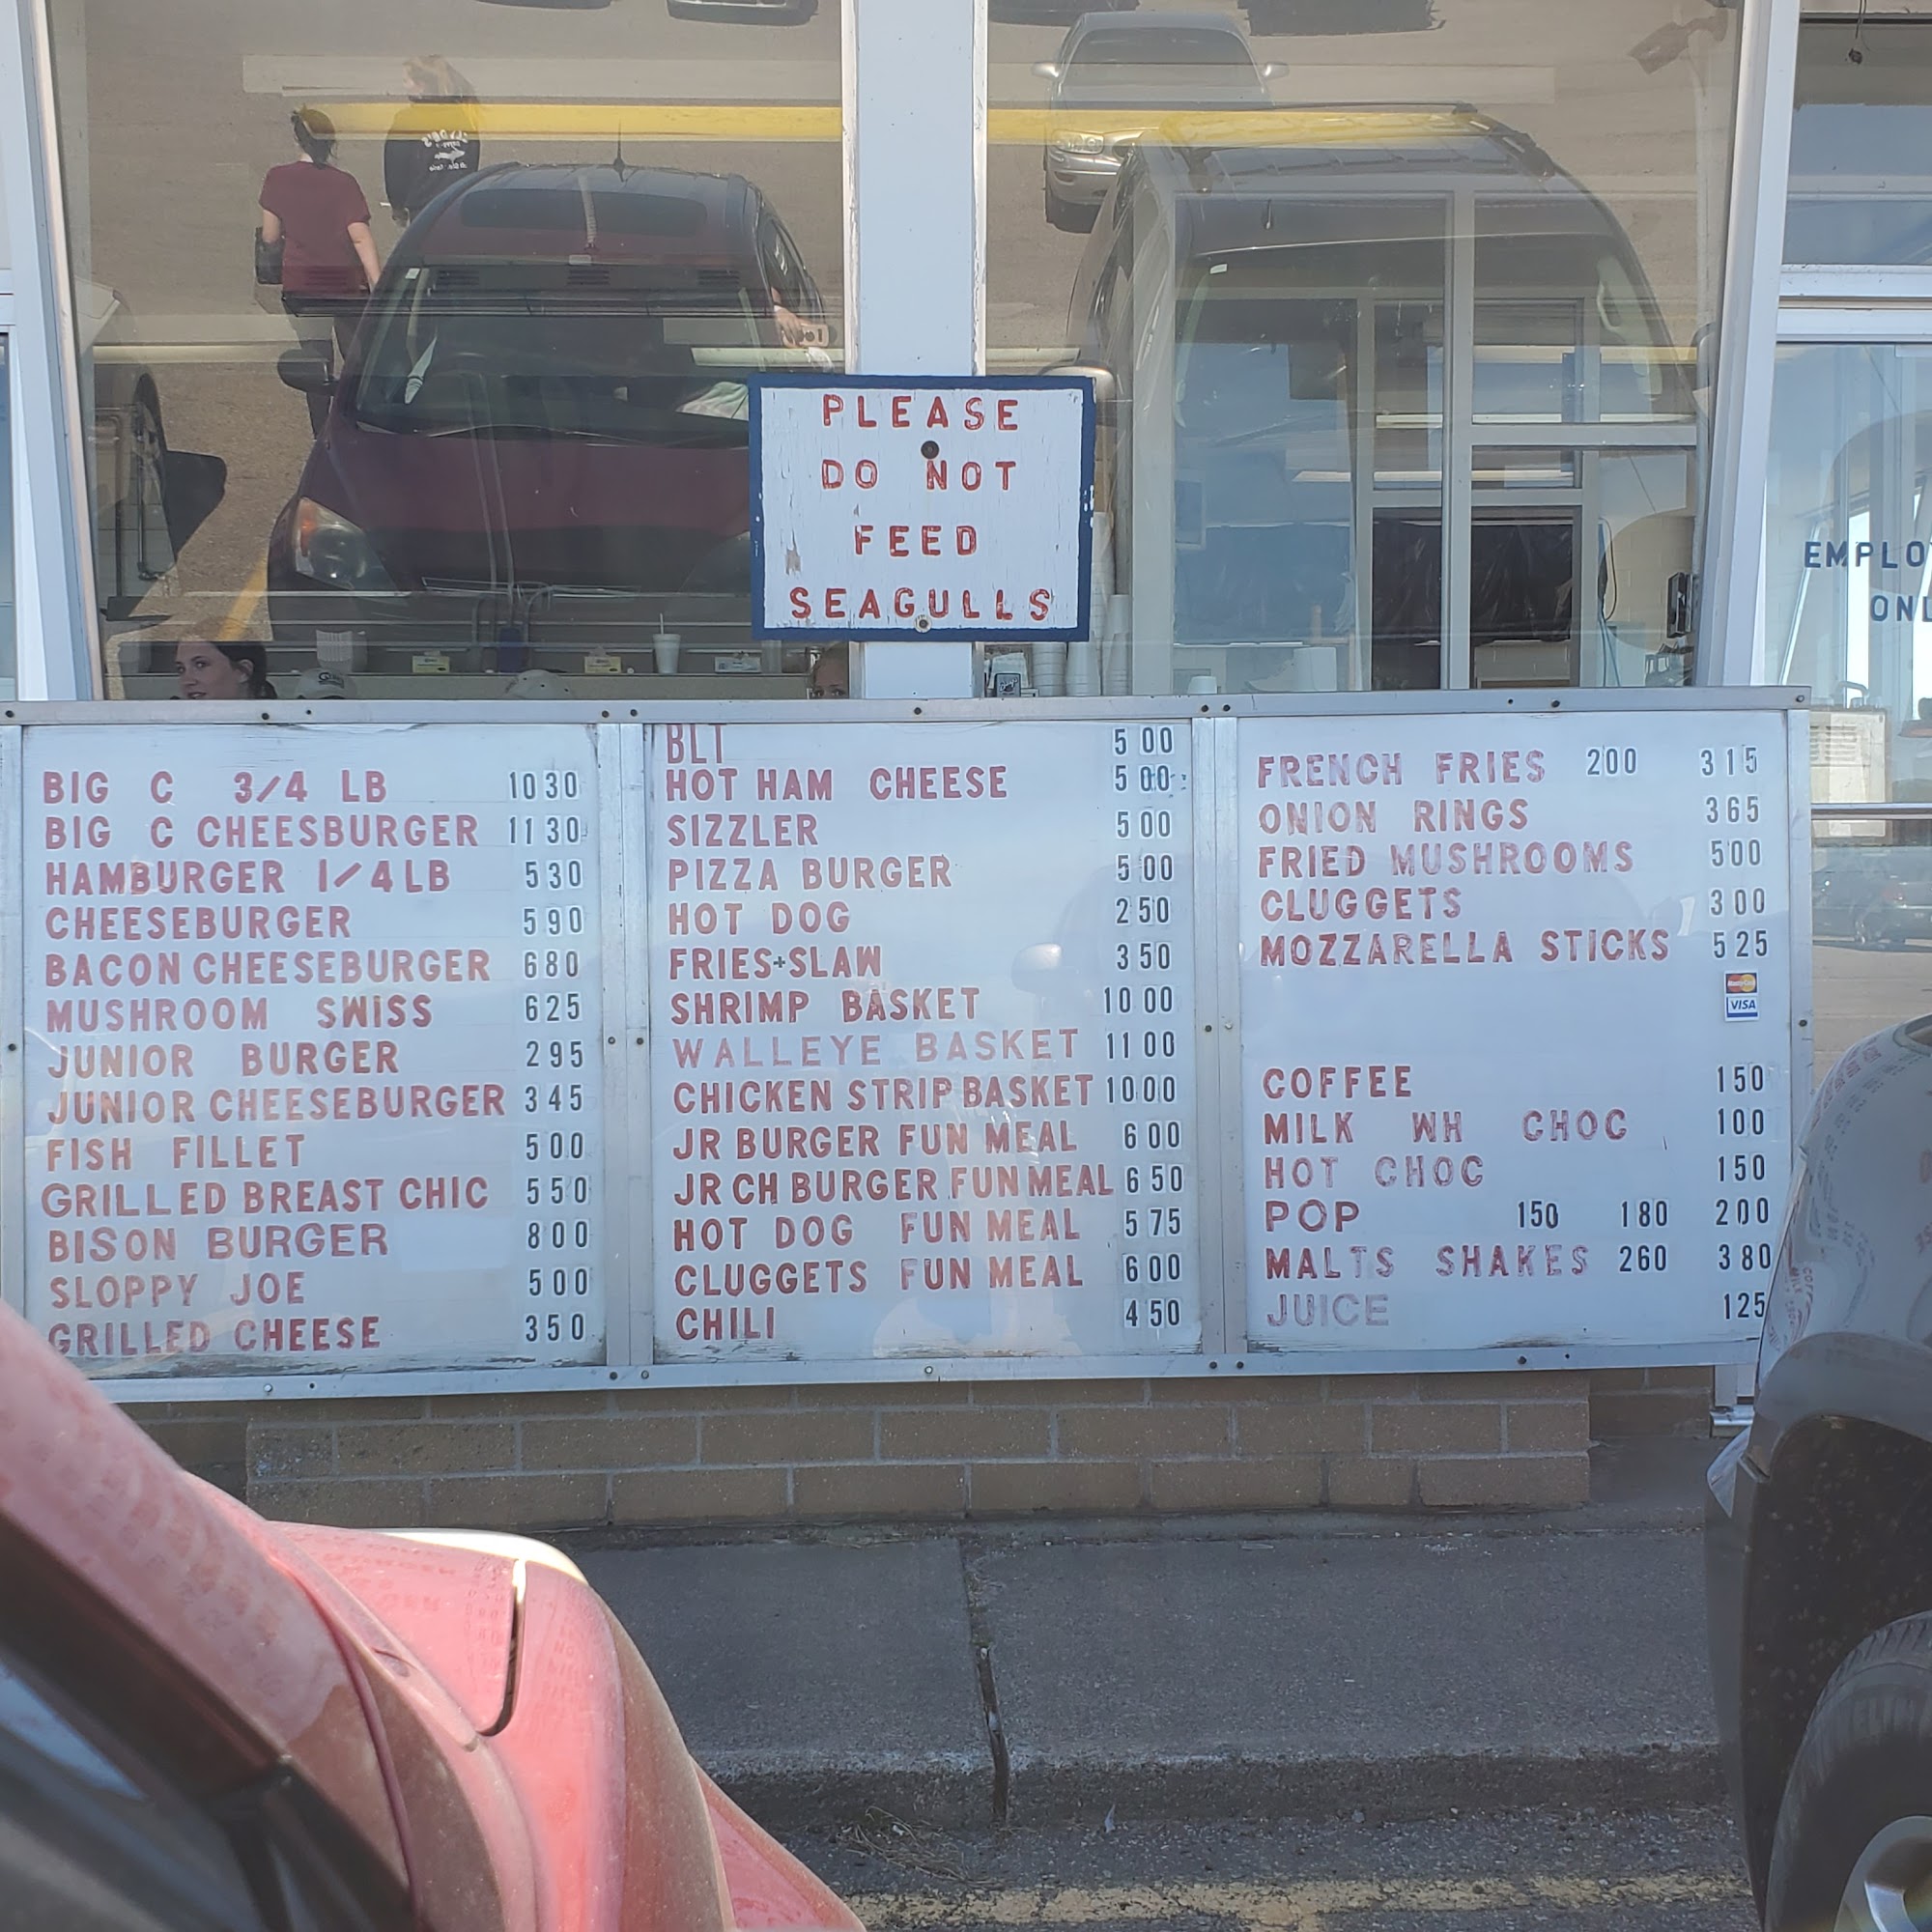 PLEASE
DO NOT
FEED
SEAGULLS
ONL
BIG C 3/4 LB 1030
BIG C CHEESBURGER 1130
HAMBURGER 1/4 LB 530
CHEESEBURGER 590
BACON CHEESEBURGER 680
MUSHROOM SWISS 625
JUNIOR BURGER 295
JUNIOR CHEESEBURGER 345
FISH FILLET 500
GRILLED BREAST CHIC 550
BISON BURGER 800
SLOPPY JOE 500
GRILLED CHEESE 350
BLT 500
HOT HAM CHEESE 500
SIZZLER 500
PIZZA BURGER 500
HOT DOG 250
FRIES+SLAW 350
SHRIMP BASKET 1000
WALLEYE BASKET 1100
CHICKEN STRIP BASKET 1000
JR BURGER FUN MEAL 600
JR CH BURGER FUN MEAL 650
HOT DOG FUN MEAL 575
CLUGGETS FUN MEAL 600
CHILI 450
FRENCH FRIES 200 315
ONION RINGS 365
FRIED MUSHROOMS 500
CLUGGETS 300
MOZZARELLA STICKS 525
MasterCard
VISA
COFFEE 150
MILK WH CHOC 100
HOT CHOC 150
POP 150 180 200
MALTS SHAKES 260 380
JUICE 125